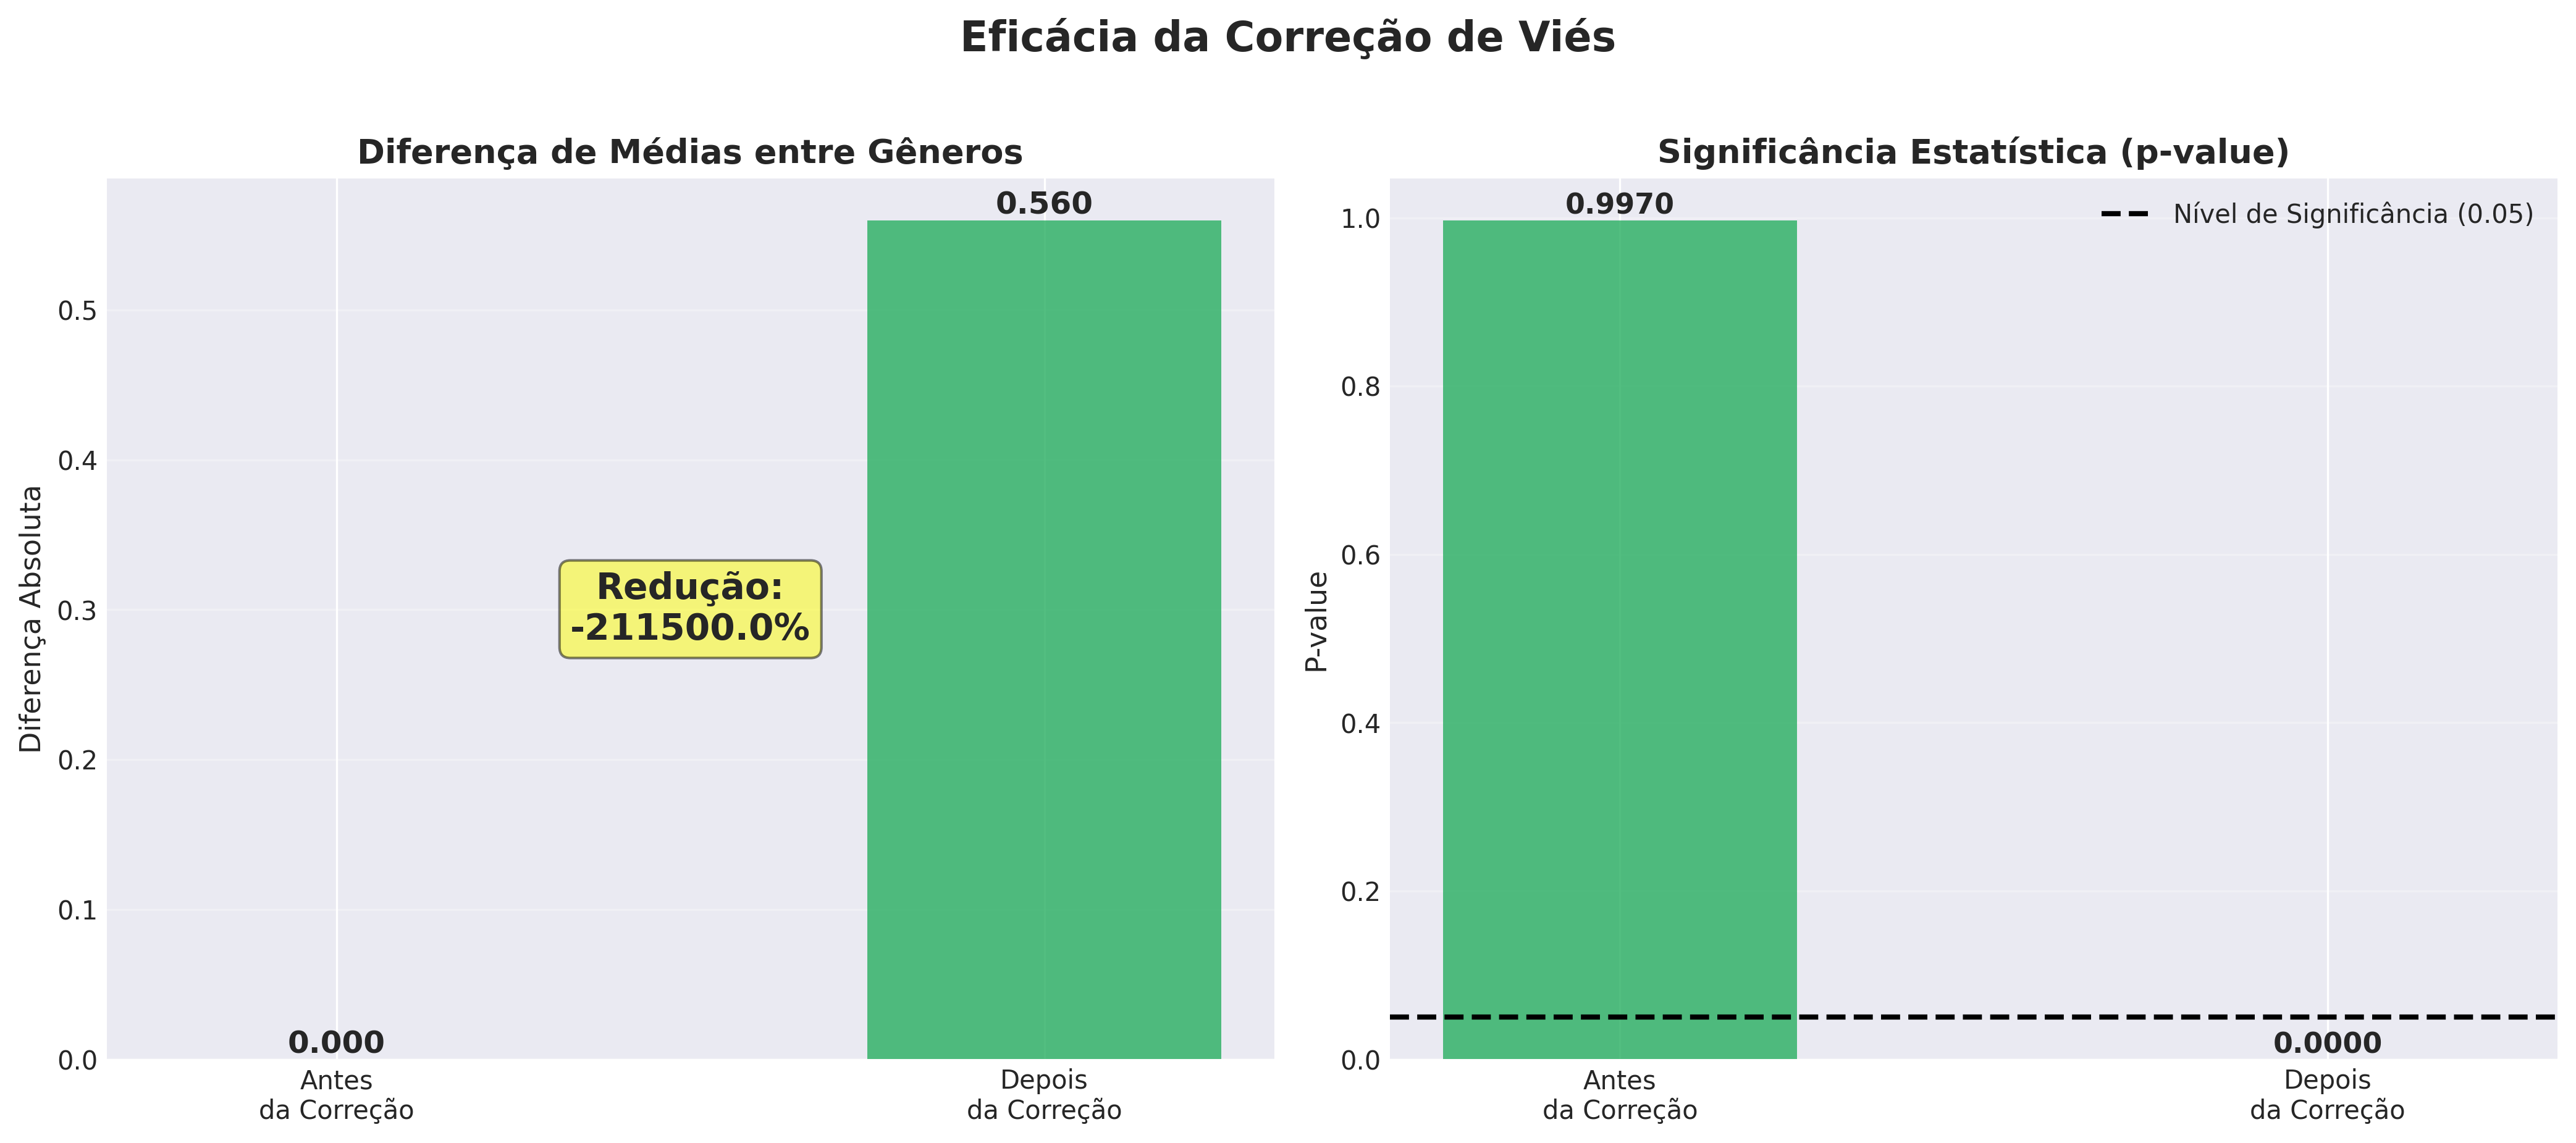 Eficácia da Correção de Viés
Diferença de Médias entre Gêneros
Diferença Absoluta
0.5
0.4
0.3
0.2
0.1
0.0
0.000
0.560
Redução:
-211500.0%
Antes
da Correção
Depois
da Correção
Significância Estatística (p-value)
P-value
1.0
0.8
0.6
0.4
0.2
0.0
0.9970
0.0000
Nível de Significância (0.05)
Antes
da Correção
Depois
da Correção